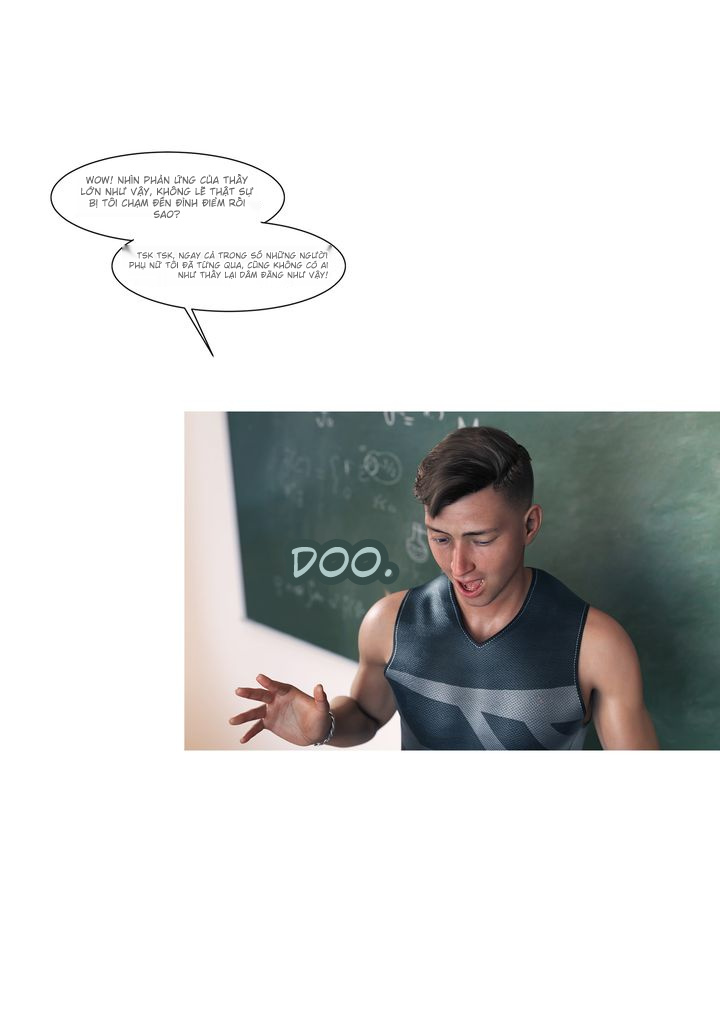 WOW! NHÌN PHẢN ỨNG CỦA THẦY
LỚN NHƯ VẬY, KHÔNG LẼ THẬT SỰ
BỊ TÔI CHẠM ĐẾN ĐỈNH ĐIỂM RỒI
SAO?
TSK TSK, NGAY CẢ TRONG SỐ NHỮNG NGƯỜI
PHỤ NỮ TÔI ĐÃ TỪNG QUA, CŨNG KHÔNG CÓ AI
NHƯ THẦY LẠI DÂM ĐÃNG NHƯ VẬY!
DOO.